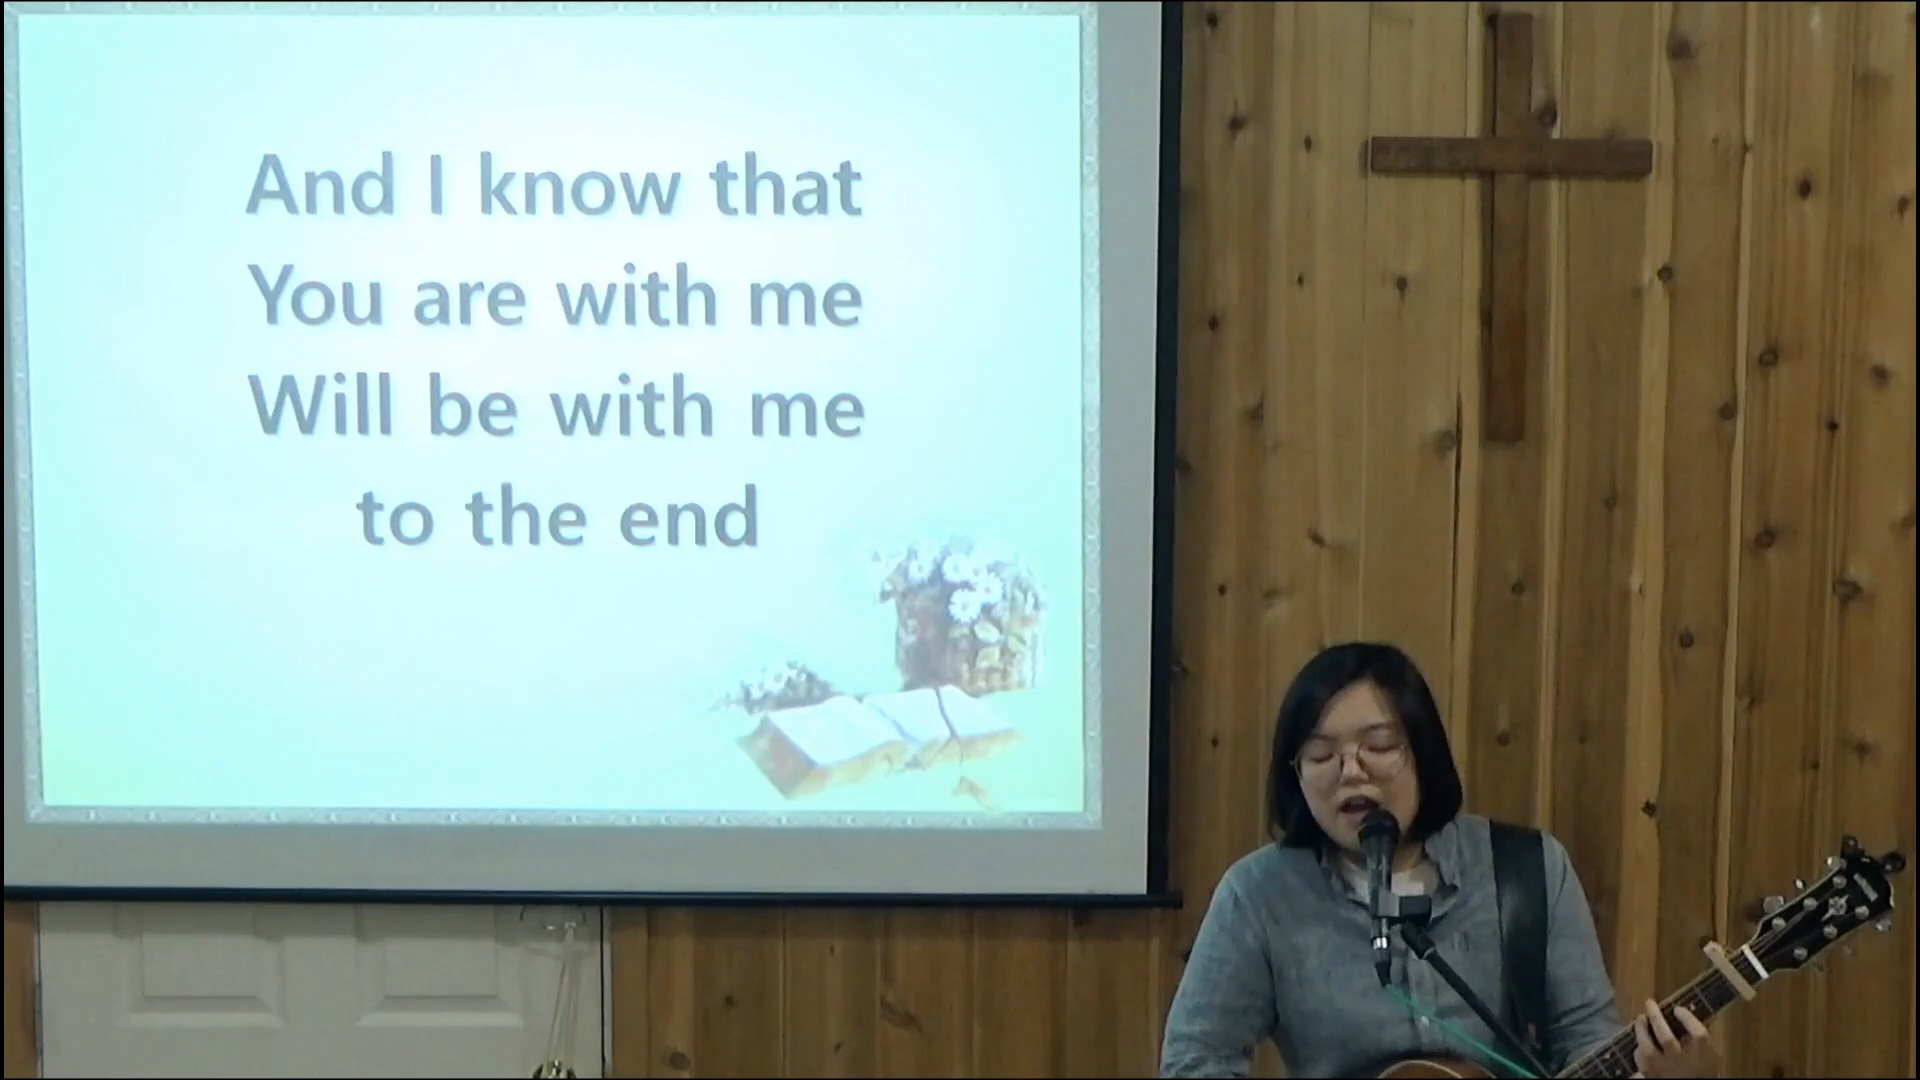 And I know that
You are with me
Will be with me
to the end